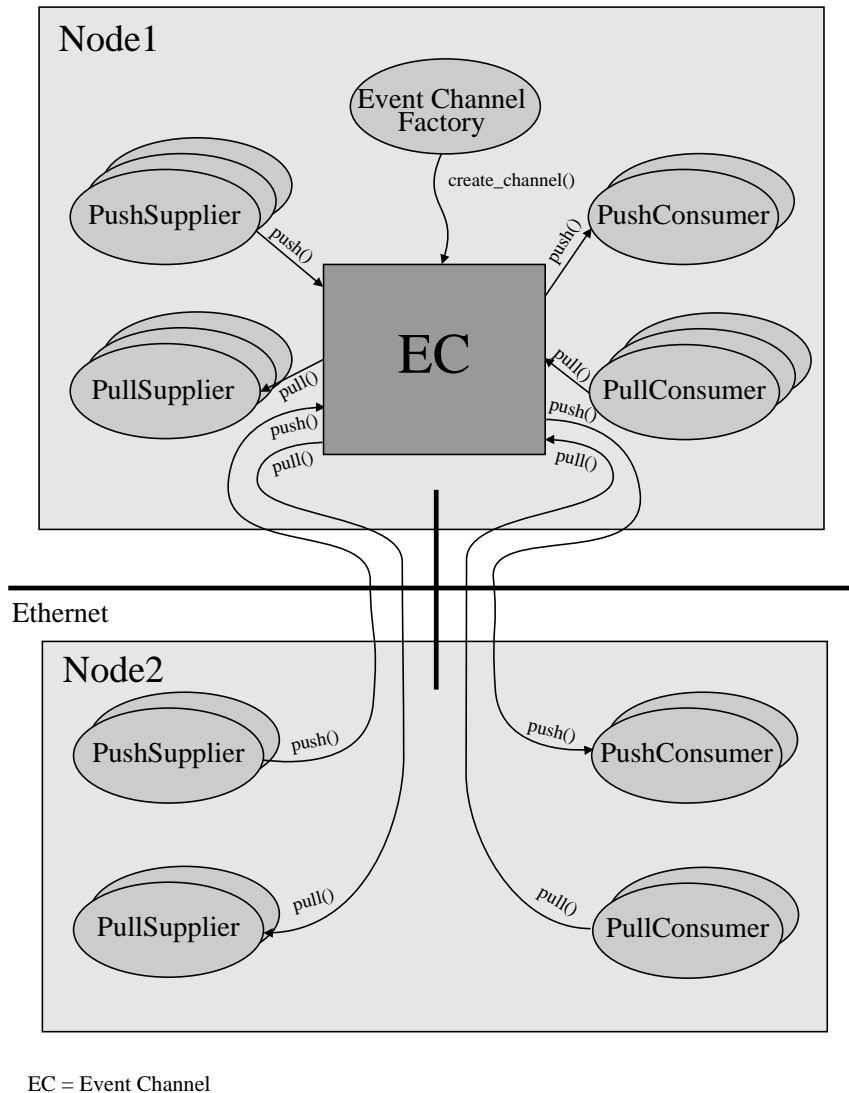 Node1
Event Channel
Factory
create_channel()
PushSupplier
PushConsumer
push()
push()
EC
PullSupplier
PullConsumer
pull()
pull()
push()
push()
pull()
pull()
Ethernet
Node2
PushSupplier
push()
push()
PushConsumer
PullSupplier
pull()
pull()
PullConsumer
EC = Event Channel